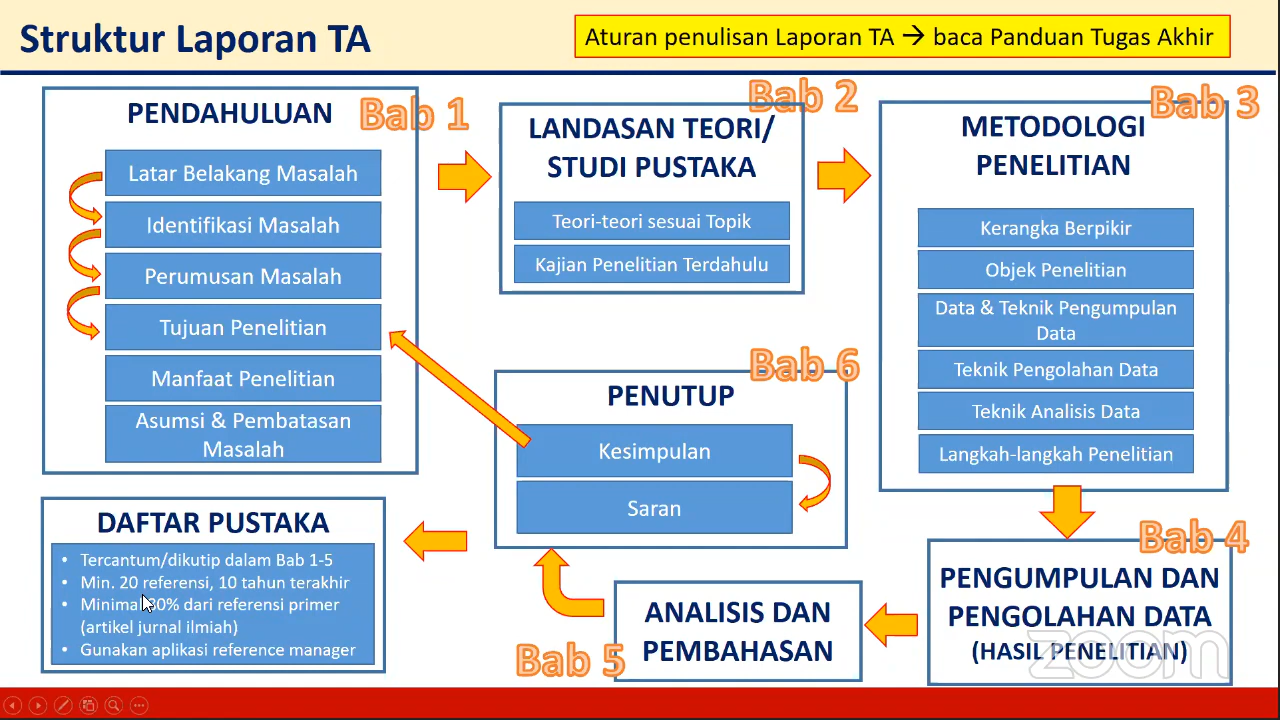 Struktur Laporan TA
Aturan penulisan Laporan TA → baca Panduan Tugas Akhir
Bab 1
PENDAHULUAN
Latar Belakang Masalah
Identifikasi Masalah
Perumusan Masalah
Tujuan Penelitian
Manfaat Penelitian
Asumsi & Pembatasan
Masalah
Bab 2
LANDASAN TEORI/
STUDI PUSTAKA
Teori-teori sesuai Topik
Kajian Penelitian Terdahulu
Bab 3
METODOLOGI
PENELITIAN
Kerangka Berpikir
Objek Penelitian
Data & Teknik Pengumpulan
Data
Teknik Pengolahan Data
Teknik Analisis Data
Langkah-langkah Penelitian
Bab 4
PENGUMPULAN DAN
PENGOLAHAN DATA
(HASIL PENELITIAN)
zoom
Bab 5
ANALISIS DAN
PEMBAHASAN
Bab 6
PENUTUP
Kesimpulan
Saran
DAFTAR PUSTAKA
• Tercantum/dikutip dalam Bab 1-5
• Min. 20 referensi, 10 tahun terakhir
• Minimal 80% dari referensi primer
(artikel jurnal ilmiah)
• Gunakan aplikasi reference manager